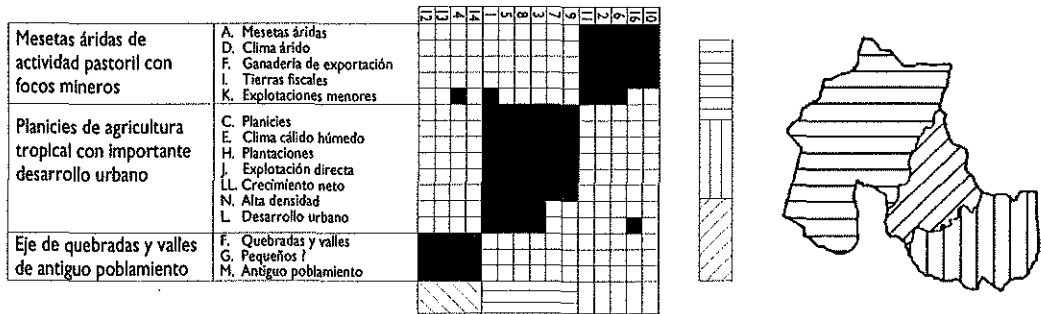 12 13 4 14 1 5 8 3 7 9 11 2 6 16 10
Mesetas áridas de
actividad pastoril con
focos mineros
A. Mesetas áridas
D. Clima árido
F. Ganadería de exportación
I. Tierras fiscales
K. Explotaciones menores
Planicies de agricultura
tropical con importante
desarrollo urbano
C. Planicies
E. Clima cálido húmedo
H. Plantaciones
J. Explotación directa
LL. Crecimiento neto
N. Alta densidad
L. Desarrollo urbano
Eje de quebradas y valles
de antiguo poblamiento
F. Quebradas y valles
G. Pequeños ?
M. Antiguo poblamiento